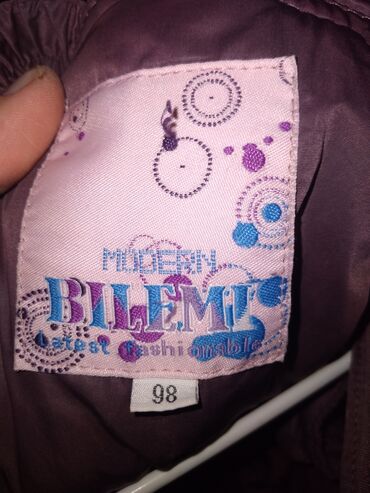 MODERN
BILEMI
Latest fashionable
98